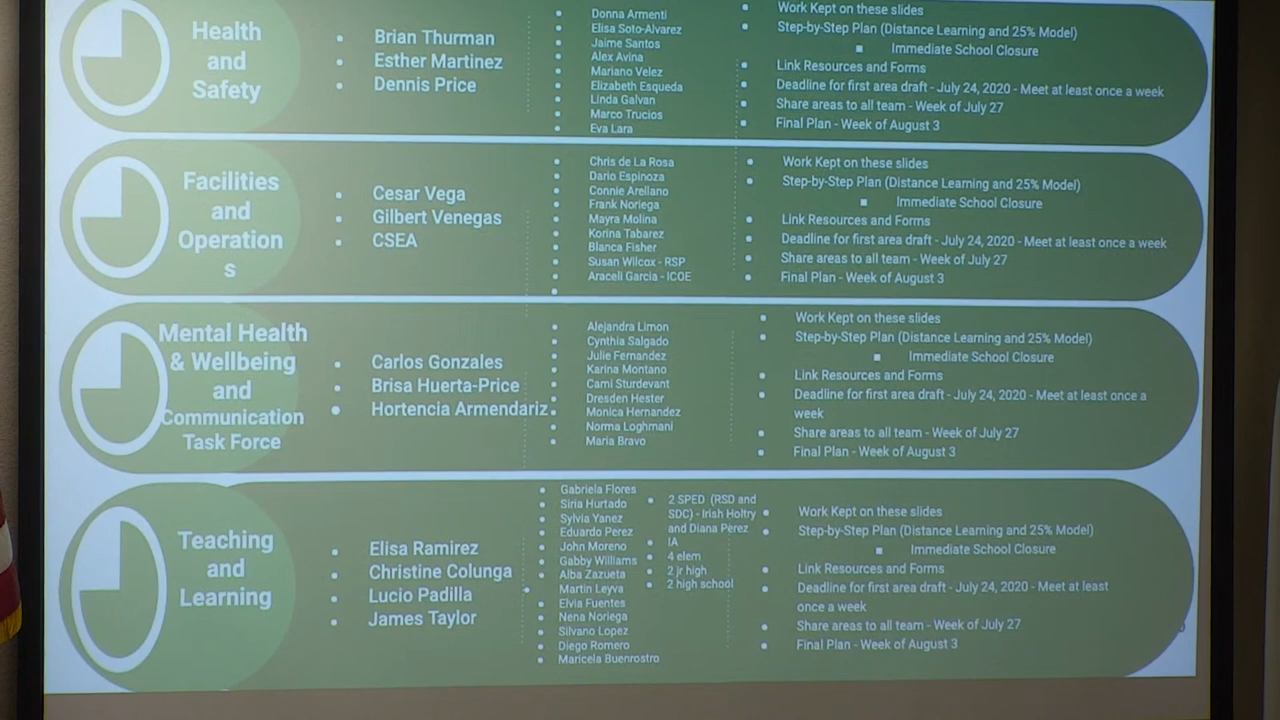 Health
and
Safety
Brian Thurman
Esther Martinez
Dennis Price
Donna Armenti
Elisa Soto-Alvarez
Jaime Santos
Alex Avina
Mariano Velez
Elizabeth Esqueda
Linda Galvan
Marco Trucios
Eva Lara
Work Kept on these slides
Step-by-Step Plan (Distance Learning and 25% Model)
Immediate School Closure
Link Resources and Forms
Deadline for first area draft - July 24, 2020 - Meet at least once a week
Share areas to all team - Week of July 27
Final Plan - Week of August 3
Facilities
and
Operation
s
Cesar Vega
Gilbert Venegas
CSEA
Chris de La Rosa
Dario Espinoza
Connie Arellano
Frank Noriega
Mayra Molina
Korina Tabarez
Blanca Fisher
Susan Wilcox - RSP
Araceli Garcia - ICOE
Work Kept on these slides
Step-by-Step Plan (Distance Learning and 25% Model)
Immediate School Closure
Link Resources and Forms
Deadline for first area draft - July 24, 2020 - Meet at least once a week
Share areas to all team - Week of July 27
Final Plan - Week of August 3
Mental Health
& Wellbeing
and
Communication
Task Force
Carlos Gonzales
Brisa Huerta-Price
Hortencia Armendariz
Alejandra Limon
Cynthia Salgado
Julie Fernandez
Karina Montano
Cami Sturdevant
Dresden Hester
Monica Hernandez
Norma Loghmani
Maria Bravo
Work Kept on these slides
Step-by-Step Plan (Distance Learning and 25% Model)
Immediate School Closure
Link Resources and Forms
Deadline for first area draft - July 24, 2020 - Meet at least once a
week
Share areas to all team - Week of July 27
Final Plan - Week of August 3
Teaching
and
Learning
Elisa Ramirez
Christine Colunga
Lucio Padilla
James Taylor
Gabriela Flores
Siria Hurtado
Sylvia Yanez
Eduardo Perez
John Moreno
Gabby Williams
Alba Zazueta
Martin Leyva
Elvia Fuentes
Nena Noriega
Silvano Lopez
Diego Romero
Maricela Buenrostro
2 SPED (RSD and
SDC) - Irish Holtry
and Diana Perez
IA
4 elem
2 jr high
2 high school
Work Kept on these slides
Step-by-Step Plan (Distance Learning and 25% Model)
Immediate School Closure
Link Resources and Forms
Deadline for first area draft - July 24, 2020 - Meet at least
once a week
Share areas to all team - Week of July 27
Final Plan - Week of August 3